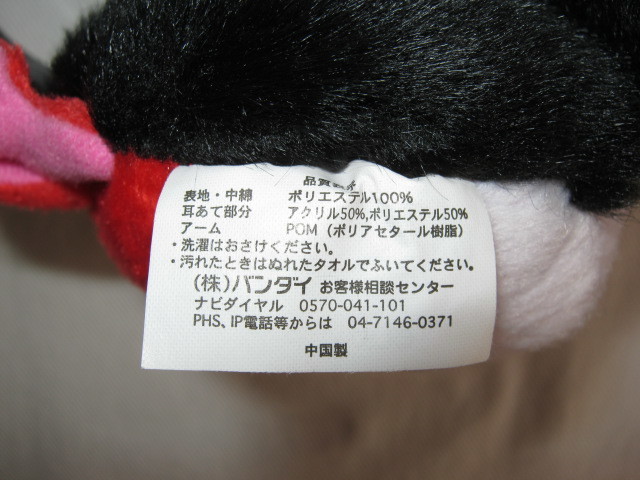 品質表示
表地・中綿 ポリエステル100%
耳あて部分 アクリル50%,ポリエステル50%
アーム POM（ポリアセタール樹脂）
・洗濯はおさけください。
・汚れたときはぬれたタオルでふいてください。
（株）バンダイ お客様相談センター
ナビダイヤル 0570-041-101
PHS、IP電話等からは 04-7146-0371
中国製